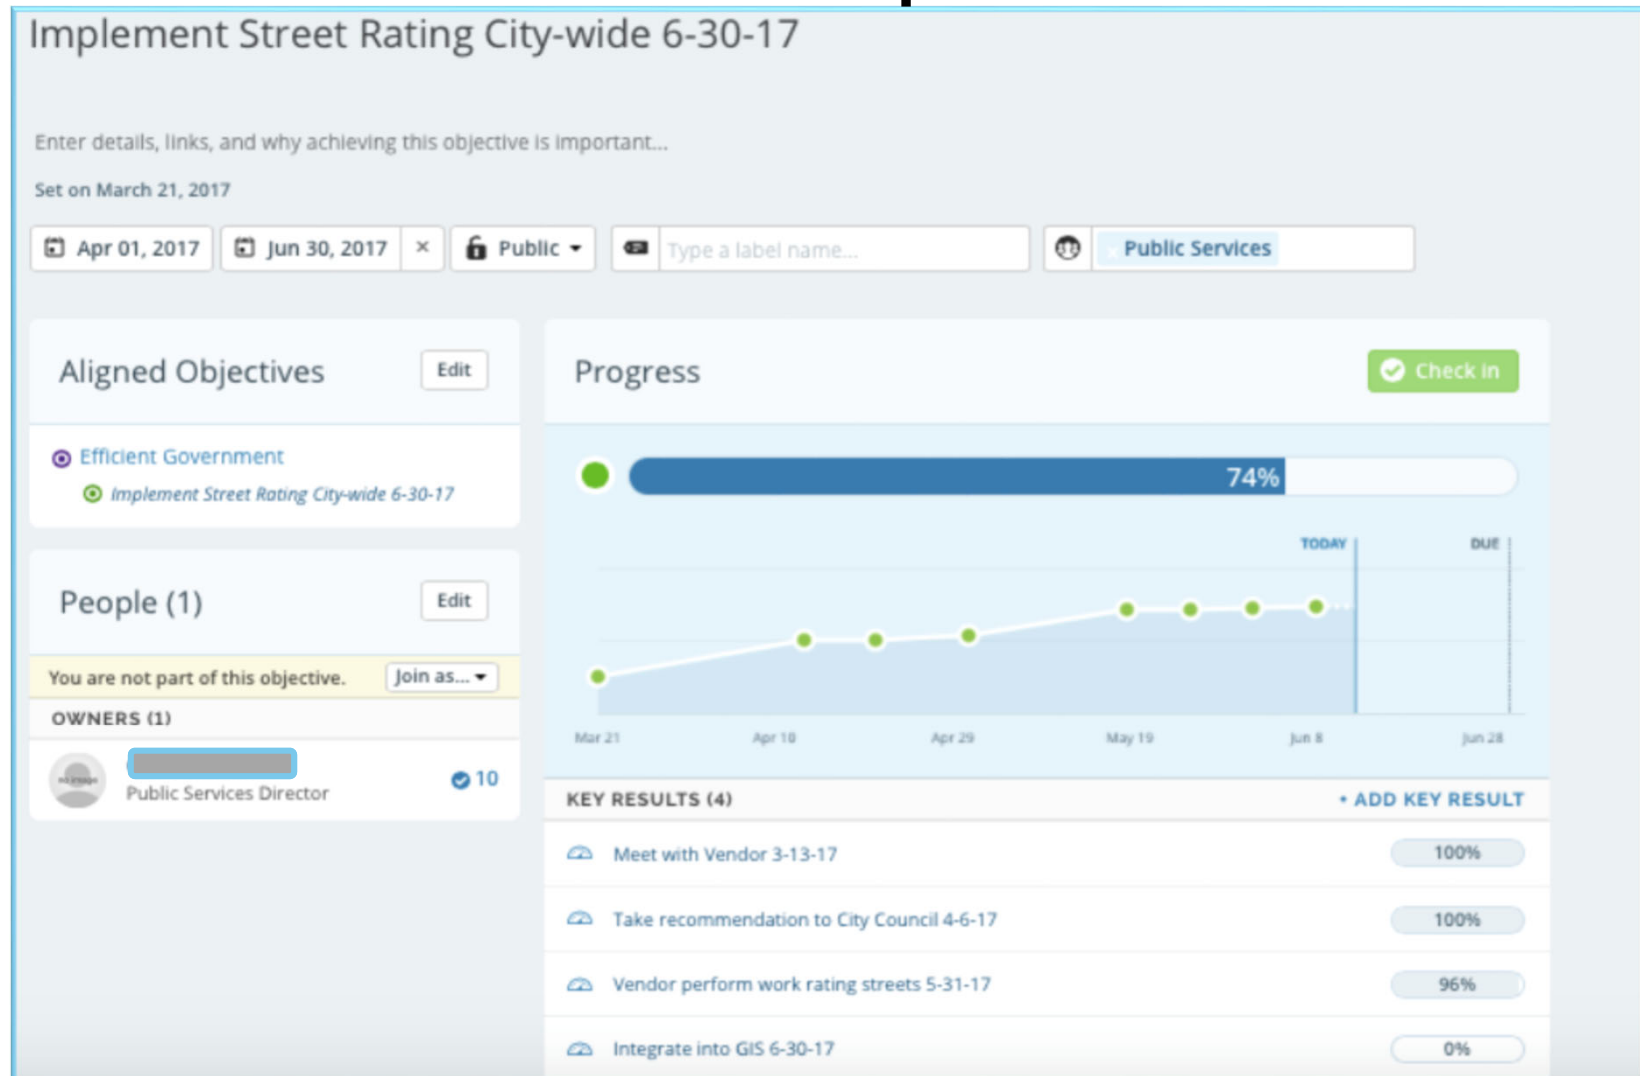 Implement Street Rating City-wide 6-30-17
Enter details, links, and why achieving this objective is important...
Set on March 21, 2017
Apr 01, 2017 Jun 30, 2017 × Public Type a label name... × Public Services
Aligned Objectives Edit
Efficient Government
Implement Street Rating City-wide 6-30-17
People (1) Edit
You are not part of this objective. Join as...
OWNERS (1)
no image
Public Services Director 10
Progress Check in
74%
TODAY DUE
Mar 21 Apr 10 Apr 29 May 19 Jun 8 Jun 28
KEY RESULTS (4) + ADD KEY RESULT
Meet with Vendor 3-13-17 100%
Take recommendation to City Council 4-6-17 100%
Vendor perform work rating streets 5-31-17 96%
Integrate into GIS 6-30-17 0%